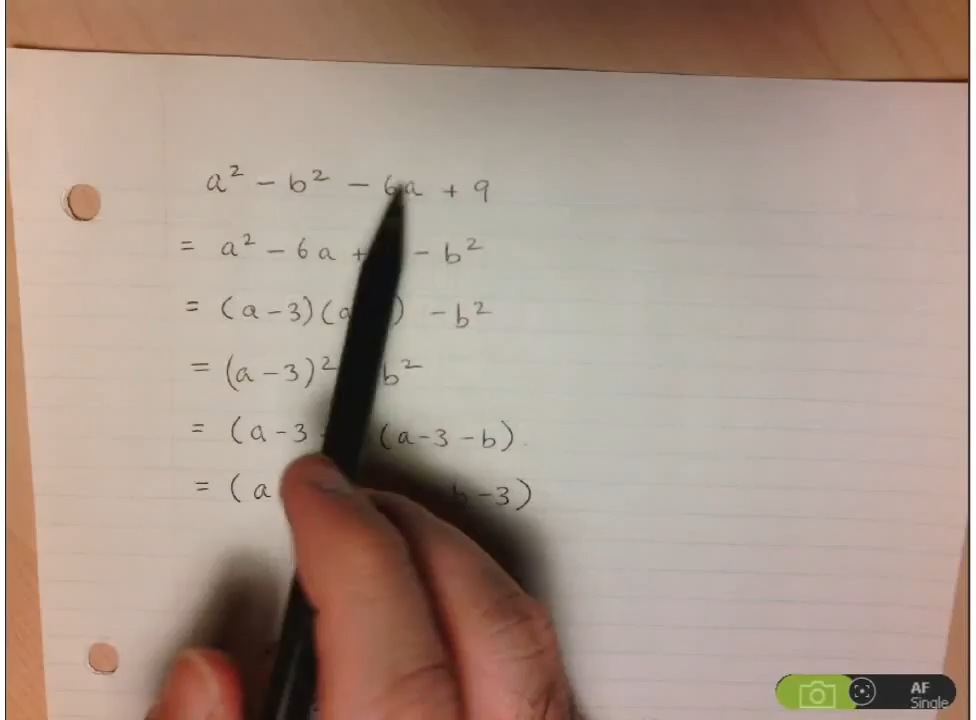 a² - b² - 6a + 9
= a² - 6a + - b²
= (a-3)(a ) - b²
= (a-3)² b²
= (a-3 (a-3-b).
= (a b-3)
AF
Single